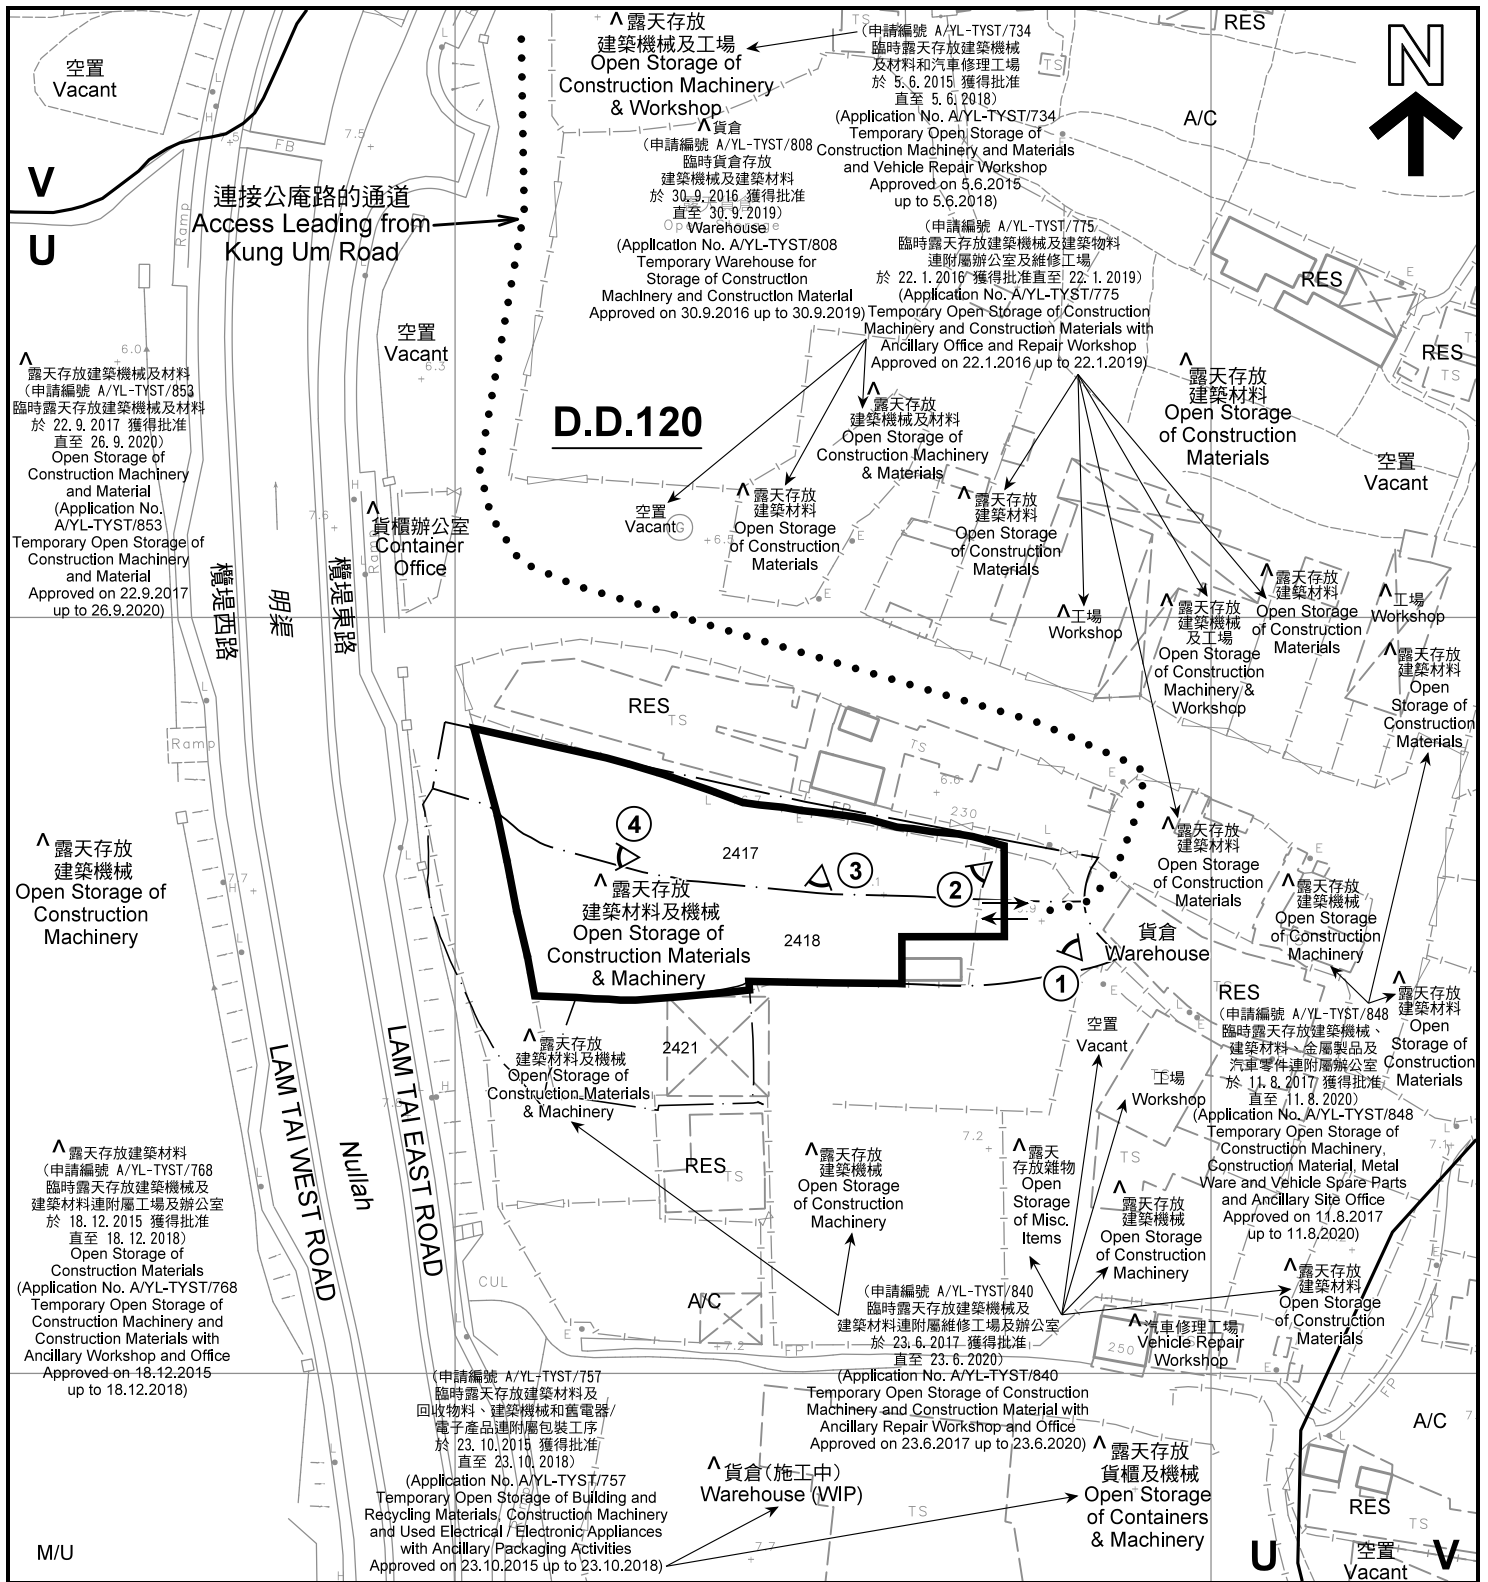 空置
Vacant
^露天存放
建築機械及工場
Open Storage of
Construction Machinery
& Workshop
(申請編號 A/YL-TYST/734
臨時露天存放建築機械
及材料和汽車修理工場
於 5.6.2015 獲得批准
直至 5.6.2018)
(Application No. A/YL-TYST/734
Temporary Open Storage of
Construction Machinery and Materials
and Vehicle Repair Workshop
Approved on 5.6.2015
up to 5.6.2018)
RES
TS
TS
A/C
N
V
U
FB
7.5
7.5
Ramp
連接公庵路的通道
Access Leading from
Kung Um Road
^貨倉
(申請編號 A/YL-TYST/808
臨時貨倉存放
建築機械及建築材料
於 30.9.2016 獲得批准
直至 30.9.2019)
Warehouse
(Application No. A/YL-TYST/808
Temporary Warehouse for
Storage of Construction
Machinery and Construction Material
Approved on 30.9.2016 up to 30.9.2019)
(申請編號 A/YL-TYST/775
臨時露天存放建築機械及建築物料
連附屬辦公室及維修工場
於 22.1.2016 獲得批准直至 22.1.2019)
(Application No. A/YL-TYST/775
Temporary Open Storage of Construction
Machinery and Construction Materials with
Ancillary Office and Repair Workshop
Approved on 22.1.2016 up to 22.1.2019)
RES
RES
TS
空置
Vacant
6.3
6.0
^
露天存放建築機械及材料
(申請編號 A/YL-TYST/853
臨時露天存放建築機械及材料
於 22.9.2017 獲得批准
直至 26.9.2020)
Open Storage of
Construction Machinery
and Material
(Application No.
A/YL-TYST/853
Temporary Open Storage of
Construction Machinery
and Material
Approved on 22.9.2017
up to 26.9.2020)
D.D.120
^露天存放
建築機械及材料
Open Storage of
Construction Machinery
& Materials
^露天存放
建築材料
Open Storage
of Construction
Materials
空置
Vacant
^貨櫃辦公室
Container
Office
7.6
Ramp
空置
Vacant
G
+6.5
^露天存放
建築材料
Open Storage
of Construction
Materials
^露天存放
建築材料
Open Storage
of Construction
Materials
^工場
Workshop
^露天存放
建築機械
及工場
Open Storage
of Construction
Machinery &
Workshop
^露天存放
建築材料
Open Storage
of Construction
Materials
^工場
Workshop
^露天存放
建築材料
Open
Storage of
Construction
Materials
欖堤西路
明渠
欖堤東路
Ramp
RES
TS
TS
6.6
230
FP
④
③
②
①
2417
2418
^露天存放
建築材料及機械
Open Storage of
Construction Materials
& Machinery
^露天存放
建築機械
Open Storage of
Construction
Machinery
7.7
^露天存放
建築材料
Open Storage
of Construction
Materials
^露天存放
建築機械
Open Storage
of Construction
Machinery
貨倉
Warehouse
RES
(申請編號 A/YL-TYST/848
臨時露天存放建築機械、
建築材料、金屬製品及
汽車零件連附屬辦公室
於 11.8.2017 獲得批准
直至 11.8.2020)
(Application No. A/YL-TYST/848
Temporary Open Storage of
Construction Machinery,
Construction Material, Metal
Ware and Vehicle Spare Parts
and Ancillary Site Office
Approved on 11.8.2017
up to 11.8.2020)
^露天存放
建築材料
Open
Storage of
Construction
Materials
空置
Vacant
工場
Workshop
^露天存放
建築材料及機械
Open Storage of
Construction Materials
& Machinery
2421
LAM TAI WEST ROAD
Nullah
LAM TAI EAST ROAD
^露天存放建築材料
(申請編號 A/YL-TYST/768
臨時露天存放建築機械及
建築材料連附屬工場及辦公室
於 18.12.2015 獲得批准
直至 18.12.2018)
Open Storage of
Construction Materials
(Application No. A/YL-TYST/768
Temporary Open Storage of
Construction Machinery and
Construction Materials with
Ancillary Workshop and Office
Approved on 18.12.2015
up to 18.12.2018)
RES
TS
^露天存放
建築機械
Open Storage
of Construction
Machinery
7.2
^露天
存放雜物
Open
Storage
of Misc.
Items
TS
^露天存放
建築機械
Open Storage
of Construction
Machinery
7.1
^露天存放
建築材料
Open Storage
of Construction
Materials
CUL
A/C
+7.2
FP
(申請編號 A/YL-TYST/840
臨時露天存放建築機械及
建築材料連附屬維修工場及辦公室
於 23.6.2017 獲得批准
直至 23.6.2020)
(Application No. A/YL-TYST/840
Temporary Open Storage of Construction
Machinery and Construction Material with
Ancillary Repair Workshop and Office
Approved on 23.6.2017 up to 23.6.2020)
^汽車修理工場
Vehicle Repair
Workshop
250
FP
A/C
(申請編號 A/YL-TYST/757
臨時露天存放建築材料及
回收物料、建築機械和舊電器/
電子產品連附屬包裝工序
於 23.10.2015 獲得批准
直至 23.10.2018)
(Application No. A/YL-TYST/757
Temporary Open Storage of Building and
Recycling Materials, Construction Machinery
and Used Electrical / Electronic Appliances
with Ancillary Packaging Activities
Approved on 23.10.2015 up to 23.10.2018)
^貨倉(施工中)
Warehouse (WIP)
TS
7.7
^露天存放
貨櫃及機械
Open Storage
of Containers
& Machinery
RES
TS
空置
Vacant
M/U
U
V